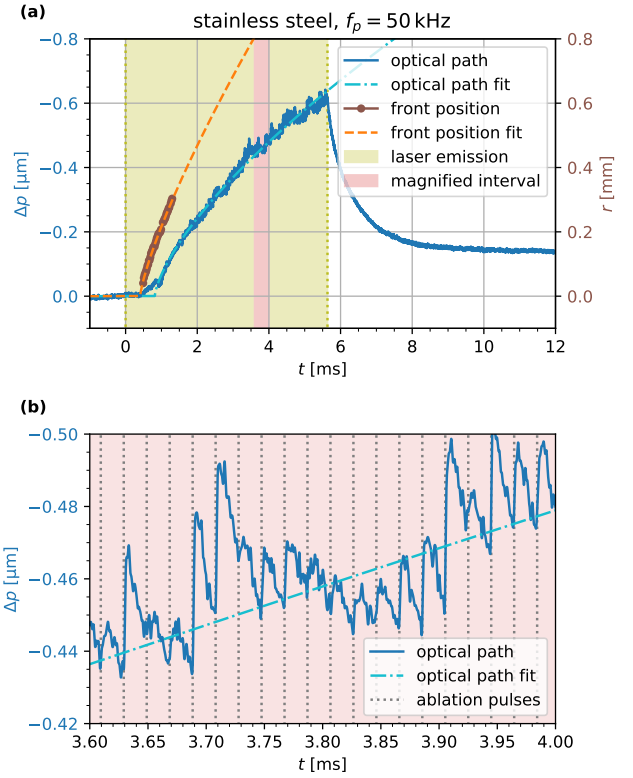 (a)
stainless steel, fₚ = 50 kHz
−0.8
−0.6
−0.4
−0.2
0.0
Δp [µm]
0.8
0.6
0.4
0.2
0.0
r [mm]
optical path
optical path fit
front position
front position fit
laser emission
magnified interval
0 2 4 6 8 10 12
t [ms]
(b)
−0.50
−0.48
−0.46
−0.44
−0.42
Δp [µm]
optical path
optical path fit
ablation pulses
3.60 3.65 3.70 3.75 3.80 3.85 3.90 3.95 4.00
t [ms]